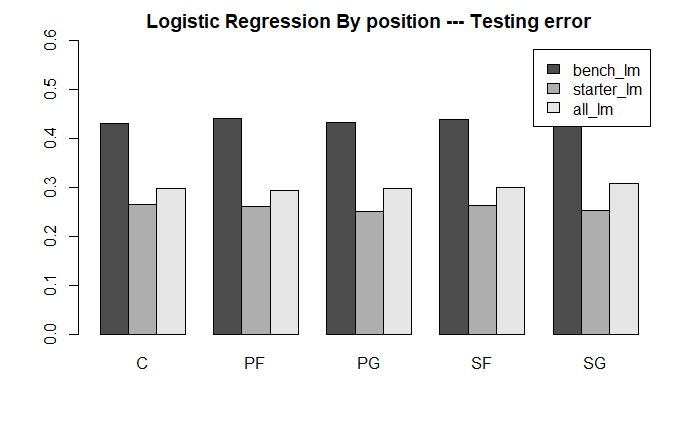 Logistic Regression By position --- Testing error
0.6
0.5
0.4
0.3
0.2
0.1
0.0
bench_lm
starter_lm
all_lm
C PF PG SF SG